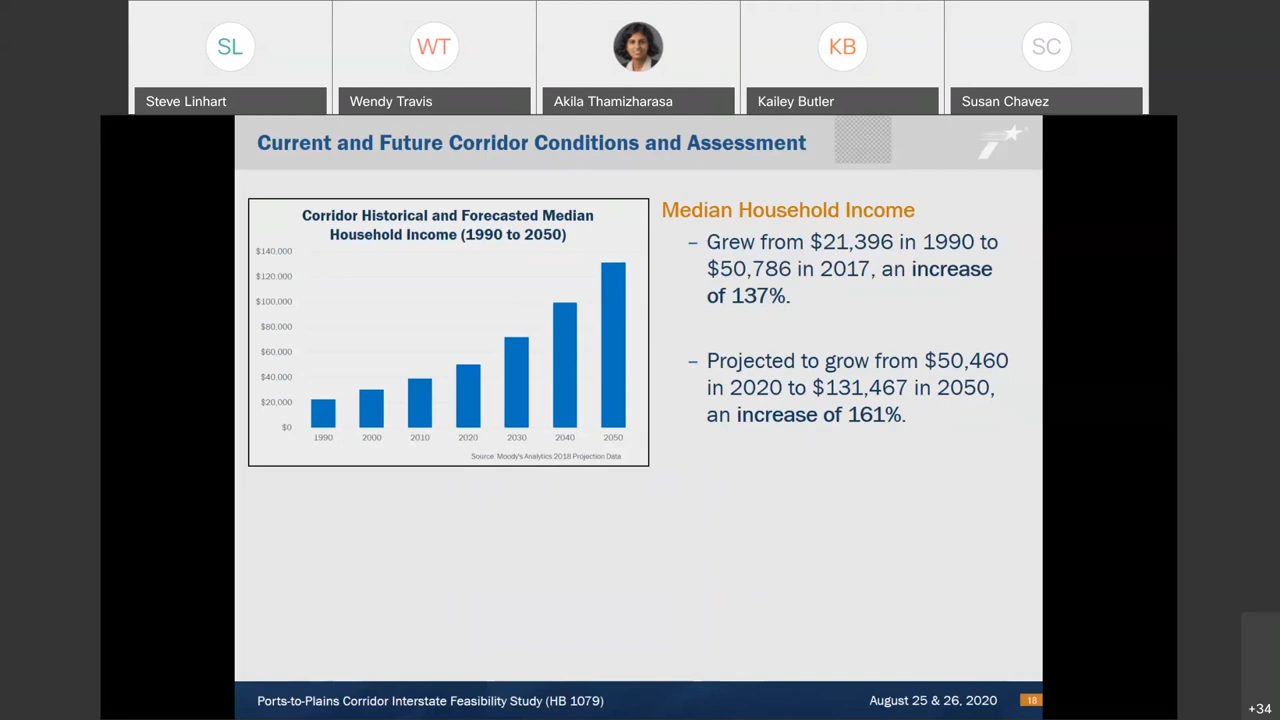 SL
WT
KB
SC
Steve Linhart
Wendy Travis
Akila Thamizharasa
Kailey Butler
Susan Chavez
Current and Future Corridor Conditions and Assessment
Corridor Historical and Forecasted Median
Household Income (1990 to 2050)
$140,000
$120,000
$100,000
$80,000
$60,000
$40,000
$20,000
$0
1990 2000 2010 2020 2030 2040 2050
Source: Moody's Analytics 2018 Projection Data
Median Household Income
– Grew from $21,396 in 1990 to
$50,786 in 2017, an increase
of 137%.
– Projected to grow from $50,460
in 2020 to $131,467 in 2050,
an increase of 161%.
Ports-to-Plains Corridor Interstate Feasibility Study (HB 1079)
August 25 & 26, 2020
18
+34